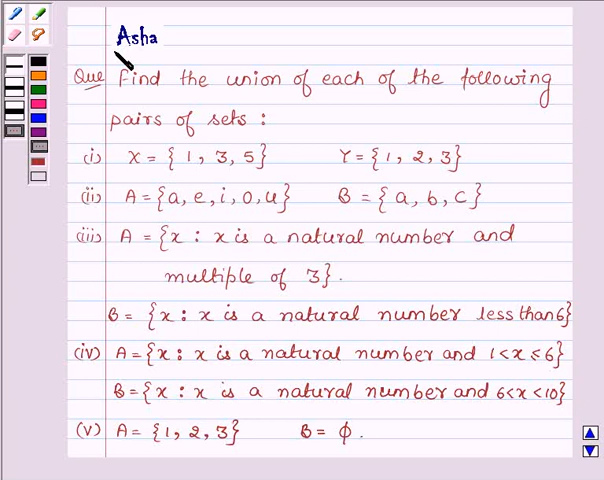 Asha
Que Find the union of each of the following
pairs of sets :
(i) X = { 1, 3, 5 } Y = { 1, 2, 3 }
(ii) A = { a, e, i, o, u } B = { a, b, c }
(iii) A = { x : x is a natural number and
multiple of 3 } .
B = { x : x is a natural number less than 6 }
(iv) A = { x : x is a natural number and 1 < x ≤ 6 }
B = { x : x is a natural number and 6 < x < 10 }
(v) A = { 1, 2, 3 } B = ϕ .